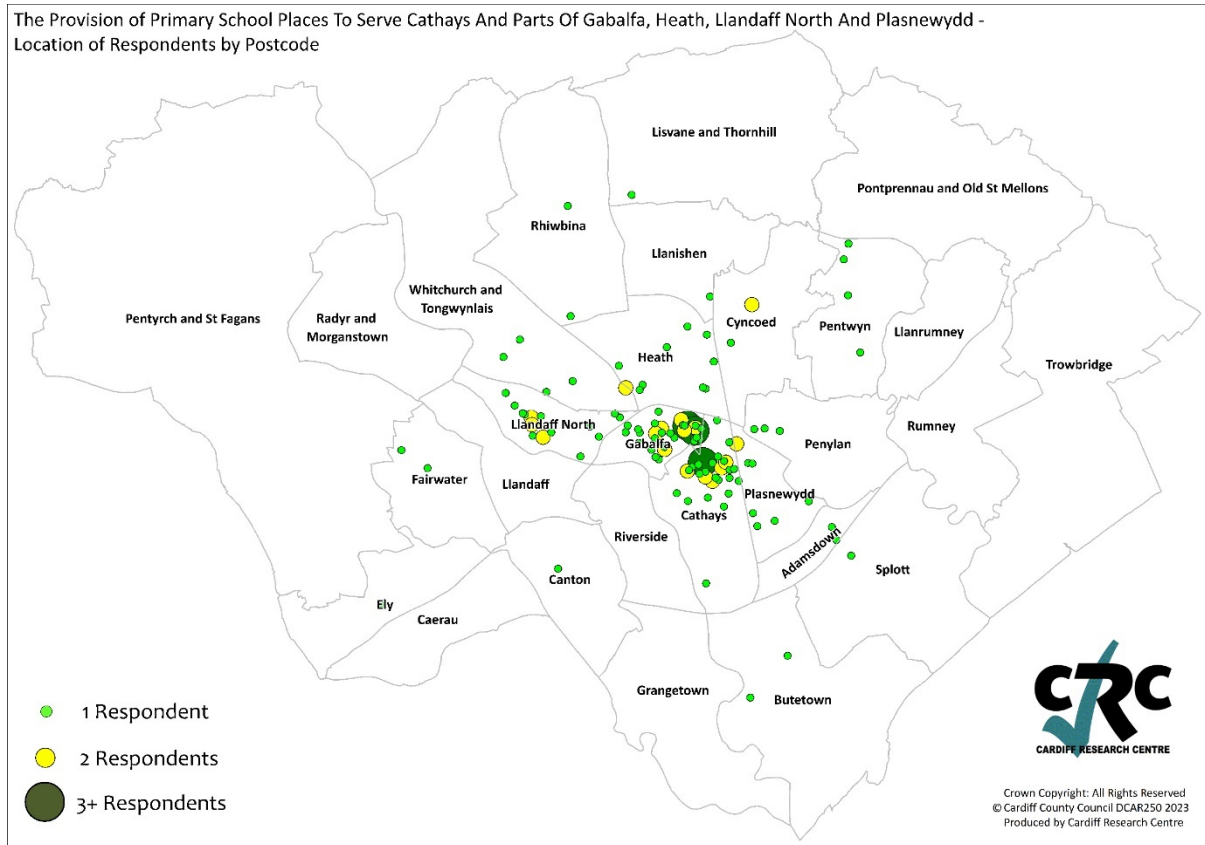 The Provision of Primary School Places To Serve Cathays And Parts Of Gabalfa, Heath, Llandaff North And Plasnewydd -
Location of Respondents by Postcode
Lisvane and Thornhill
Pontprennau and Old St Mellons
Rhiwbina
Llanishen
Whitchurch and
Tongwynlais
Pentyrch and St Fagans
Radyr and
Morganstown
Cyncoed
Pentwyn
Llanrumney
Heath
Trowbridge
Llandaff North
Rumney
Gabalfa
Penylan
Fairwater
Llandaff
Plasnewydd
Cathays
Riverside
Adamsdown
Splott
Canton
Ely
Caerau
Grangetown
Butetown
1 Respondent
2 Respondents
3+ Respondents
CRC
CARDIFF RESEARCH CENTRE
Crown Copyright: All Rights Reserved
© Cardiff County Council DCAR250 2023
Produced by Cardiff Research Centre